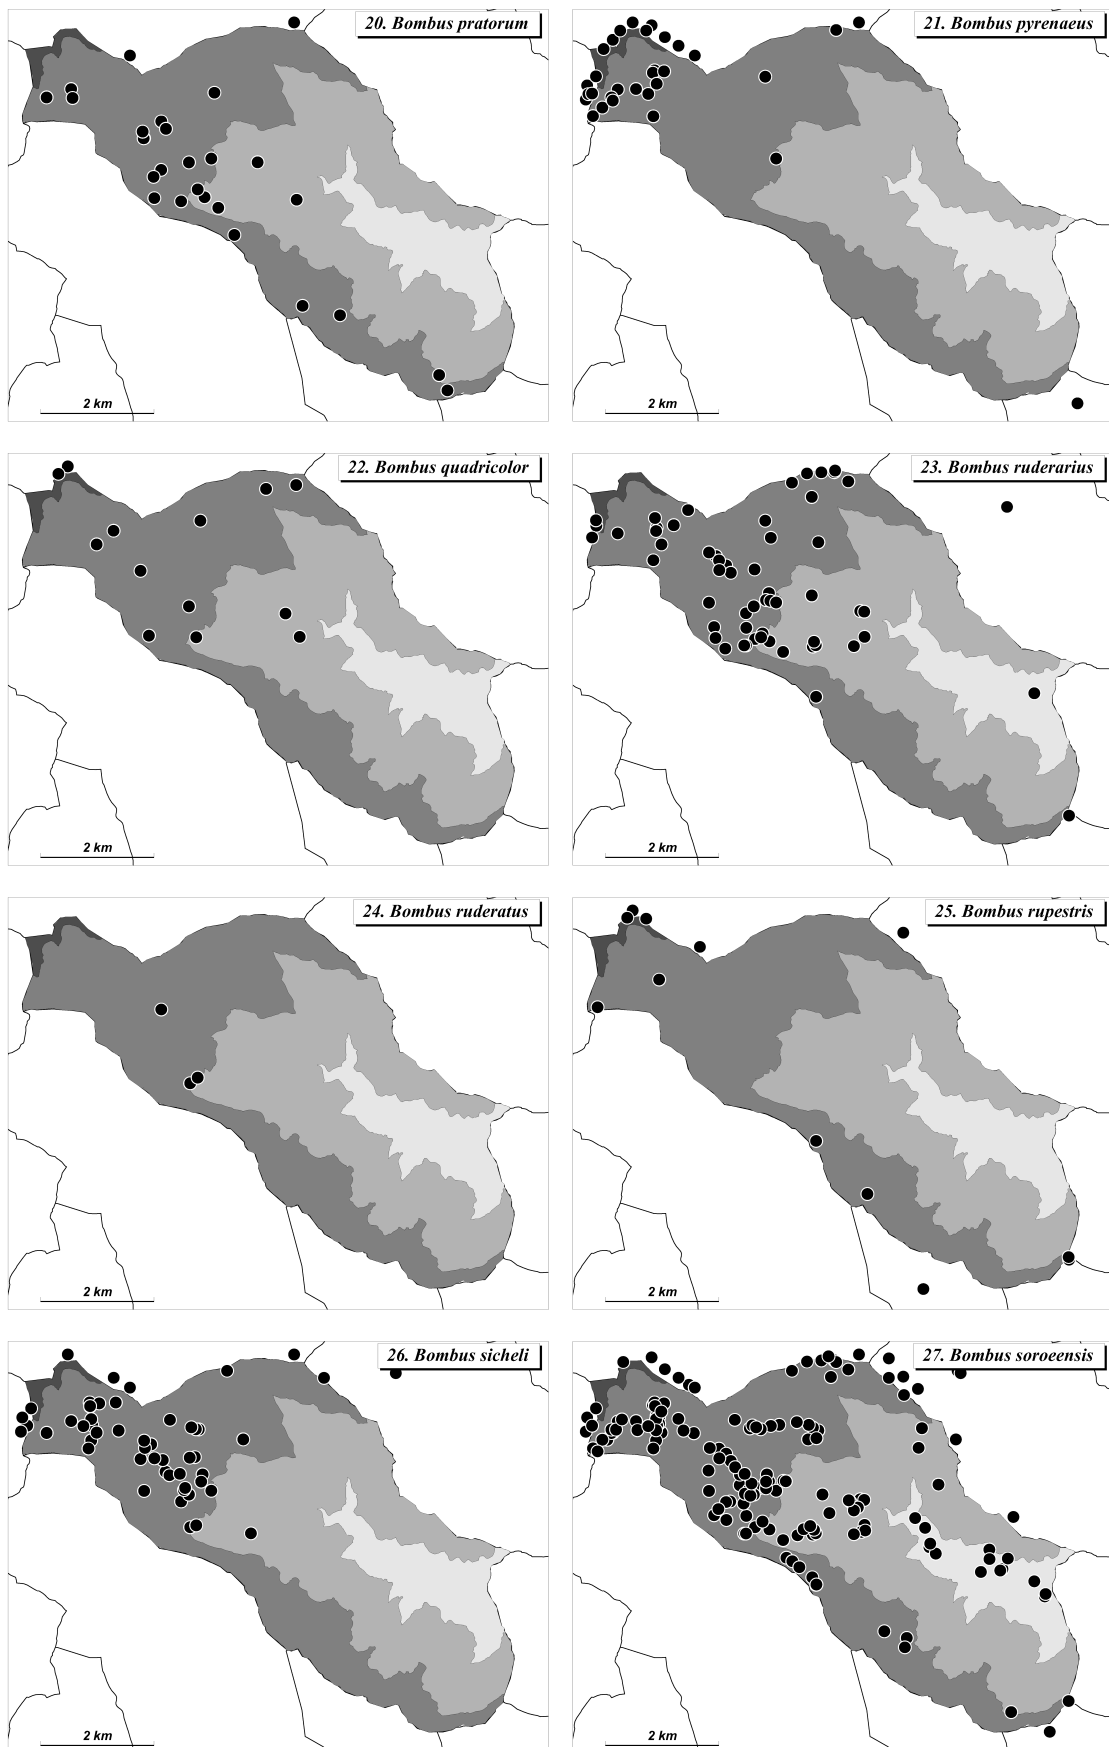 20. Bombus pratorum
21. Bombus pyrenaeus
2 km
2 km
22. Bombus quadricolor
23. Bombus ruderarius
2 km
2 km
24. Bombus ruderatus
25. Bombus rupestris
2 km
2 km
26. Bombus sicheli
27. Bombus soroeensis
2 km
2 km